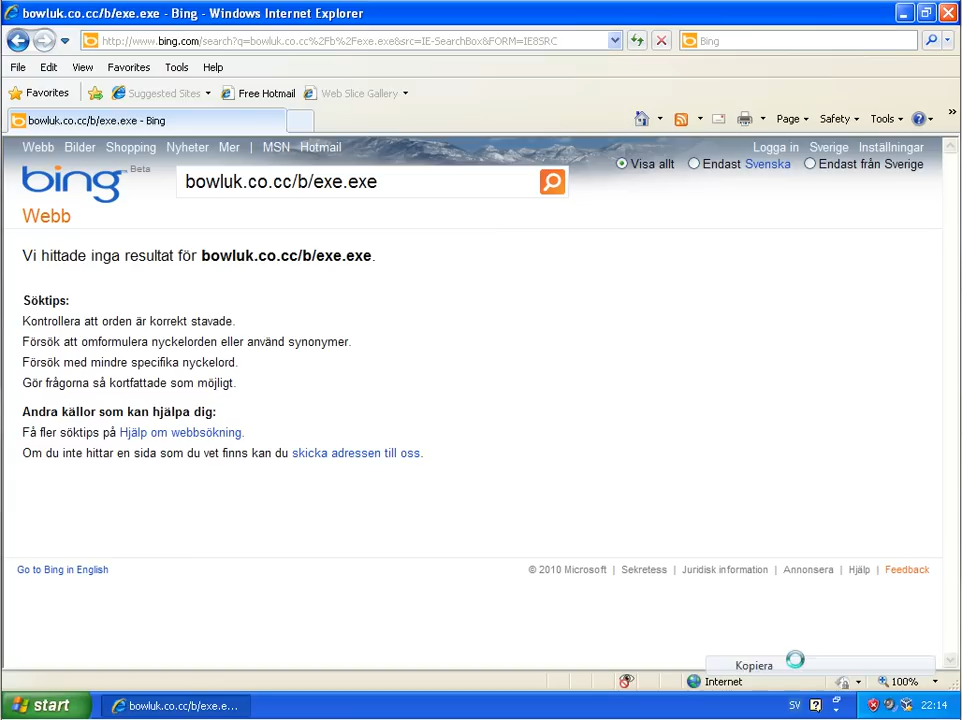 bowluk.co.cc/b/exe.exe - Bing - Windows Internet Explorer
http://www.bing.com/search?q=bowluk.co.cc%2Fb%2Fexe.exe&src=IE-SearchBox&FORM=IE8SRC
Bing
File Edit View Favorites Tools Help
Favorites Suggested Sites Free Hotmail Web Slice Gallery
bowluk.co.cc/b/exe.exe - Bing
Page Safety Tools »
Webb Bilder Shopping Nyheter Mer | MSN Hotmail
Logga in Sverige Inställningar
bing Beta
bowluk.co.cc/b/exe.exe
Visa allt Endast Svenska Endast från Sverige
Webb
Vi hittade inga resultat för bowluk.co.cc/b/exe.exe.
Söktips:
Kontrollera att orden är korrekt stavade.
Försök att omformulera nyckelorden eller använd synonymer.
Försök med mindre specifika nyckelord.
Gör frågorna så kortfattade som möjligt.
Andra källor som kan hjälpa dig:
Få fler söktips på Hjälp om webbsökning.
Om du inte hittar en sida som du vet finns kan du skicka adressen till oss.
Go to Bing in English
© 2010 Microsoft | Sekretess | Juridisk information | Annonsera | Hjälp | Feedback
Kopiera
Internet
100%
start
bowluk.co.cc/b/exe.e...
SV
22:14